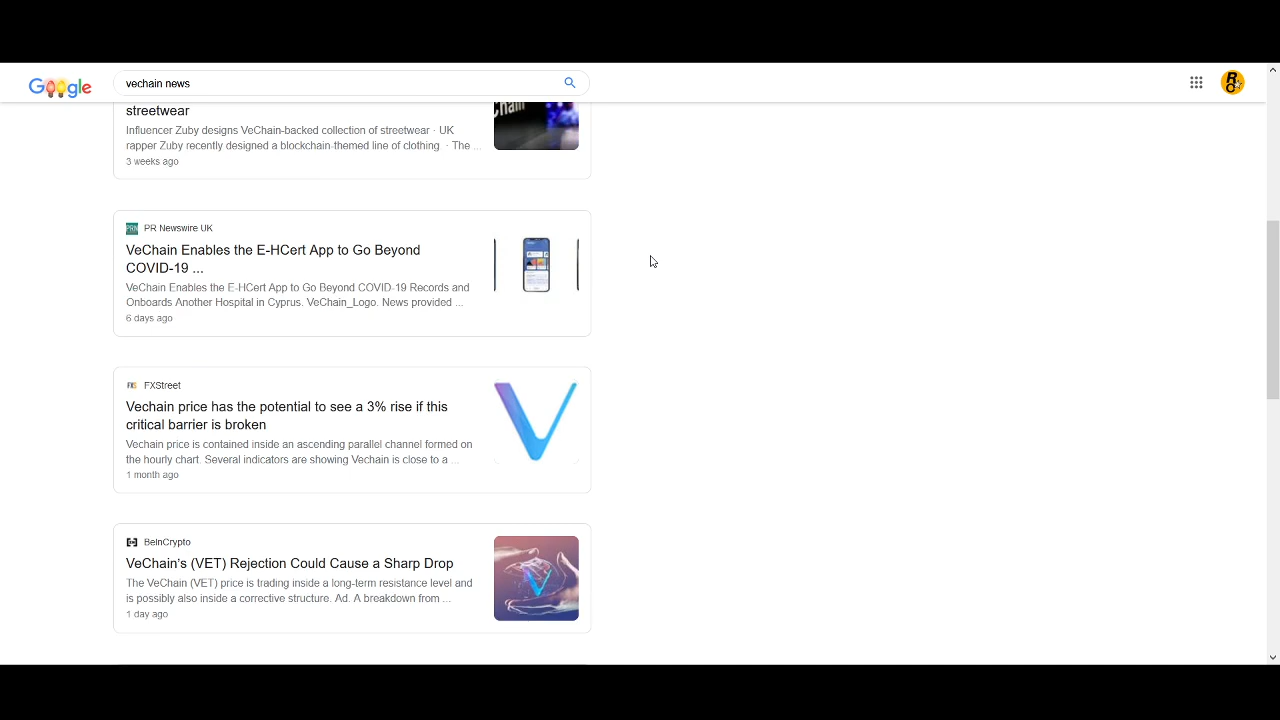 Google
vechain news
streetwear
Influencer Zuby designs VeChain-backed collection of streetwear · UK
rapper Zuby recently designed a blockchain-themed line of clothing · The ...
3 weeks ago
chain
PRN PR Newswire UK
VeChain Enables the E-HCert App to Go Beyond
COVID-19 ...
VeChain Enables the E-HCert App to Go Beyond COVID-19 Records and
Onboards Another Hospital in Cyprus. VeChain_Logo. News provided ...
6 days ago
FXS FXStreet
Vechain price has the potential to see a 3% rise if this
critical barrier is broken
Vechain price is contained inside an ascending parallel channel formed on
the hourly chart. Several indicators are showing Vechain is close to a ...
1 month ago
BeInCrypto
VeChain's (VET) Rejection Could Cause a Sharp Drop
The VeChain (VET) price is trading inside a long-term resistance level and
is possibly also inside a corrective structure. Ad. A breakdown from ...
1 day ago